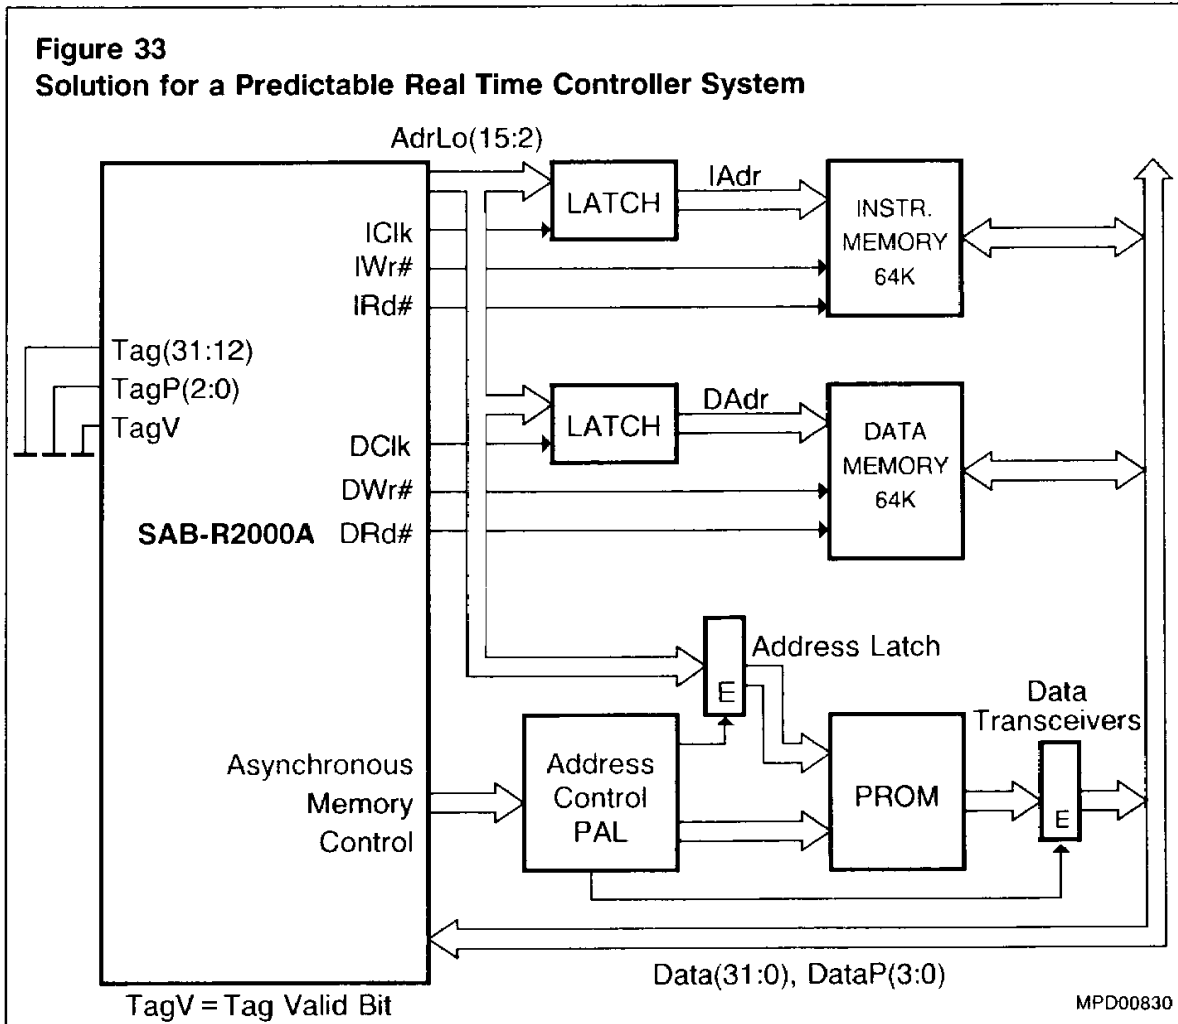 Figure 33
Solution for a Predictable Real Time Controller System
AdrLo(15:2)
LATCH
IAdr
INSTR.
MEMORY
64K
IClk
IWr#
IRd#
Tag(31:12)
TagP(2:0)
TagV
LATCH
DAdr
DATA
MEMORY
64K
DClk
DWr#
SAB-R2000A DRd#
E
Address Latch
Data
Transceivers
Asynchronous
Memory
Control
Address
Control
PAL
PROM
E
Data(31:0), DataP(3:0)
TagV = Tag Valid Bit
MPD00830